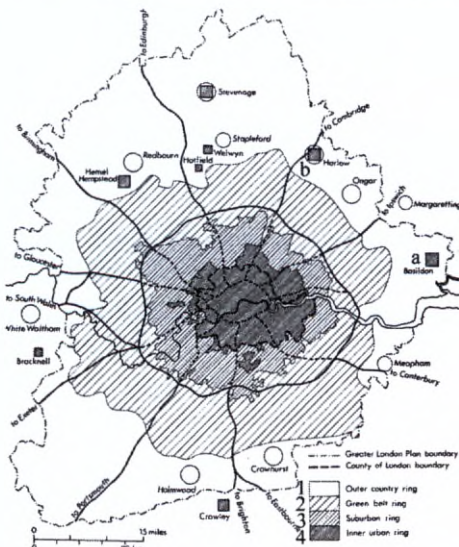 to Edinburgh
Stevenage
to Cambridge
to Birmingham
Stapleford
Redbourn
Welwyn
Hatfield
Harlow
b
Hemel
Hempstead
Ongar
to Ipswich
Margaretting
to Gloucester
a
Basildon
to South Wales
White Waltham
Bracknell
Meopham
to Canterbury
to Exeter
Crowhurst
Holmwood
to Portsmouth
Crawley
to Brighton
to Eastbourne
Greater London Plan boundary
County of London boundary
1 Outer country ring
2 Green belt ring
3 Suburban ring
4 Inner urban ring
0
15 miles